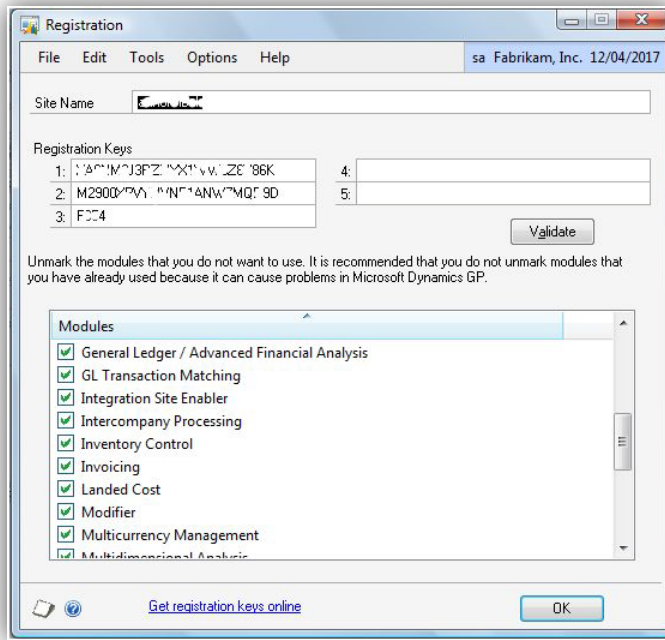 Registration
File Edit Tools Options Help sa Fabrikam, Inc. 12/04/2017
Site Name
Registration Keys
1: 4:
2: 5:
3:
Validate
Unmark the modules that you do not want to use. It is recommended that you do not unmark modules that
you have already used because it can cause problems in Microsoft Dynamics GP.
Modules
General Ledger / Advanced Financial Analysis
GL Transaction Matching
Integration Site Enabler
Intercompany Processing
Inventory Control
Invoicing
Landed Cost
Modifier
Multicurrency Management
Multidimensional Analysis
Get registration keys online OK